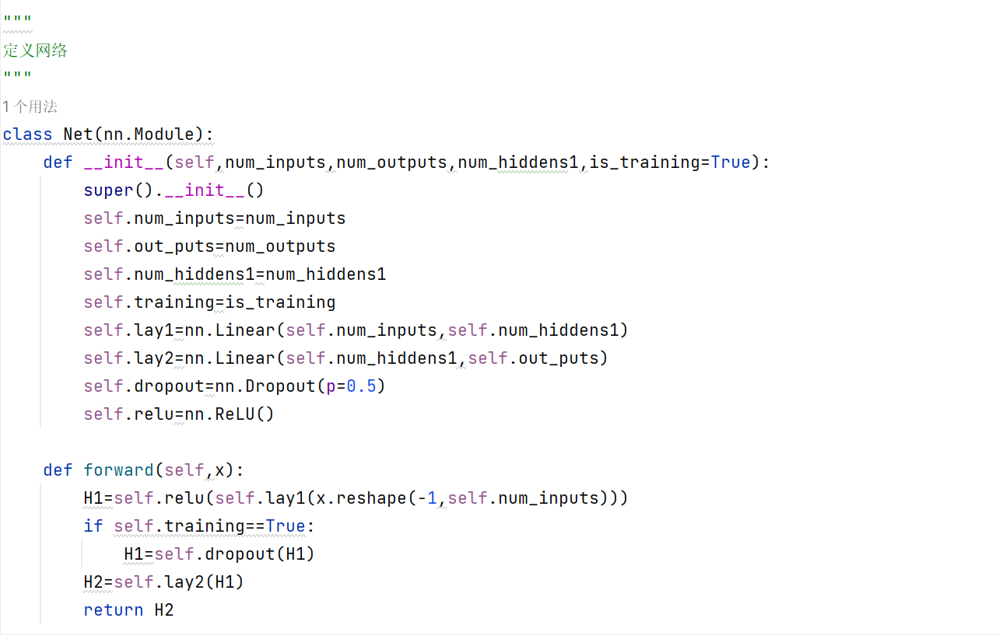 """
定义网络
"""
1 个用法
class Net(nn.Module):
    def __init__(self,num_inputs,num_outputs,num_hiddens1,is_training=True):
        super().__init__()
        self.num_inputs=num_inputs
        self.out_puts=num_outputs
        self.num_hiddens1=num_hiddens1
        self.training=is_training
        self.lay1=nn.Linear(self.num_inputs,self.num_hiddens1)
        self.lay2=nn.Linear(self.num_hiddens1,self.out_puts)
        self.dropout=nn.Dropout(p=0.5)
        self.relu=nn.ReLU()
    def forward(self,x):
        H1=self.relu(self.lay1(x.reshape(-1,self.num_inputs)))
        if self.training==True:
            H1=self.dropout(H1)
        H2=self.lay2(H1)
        return H2